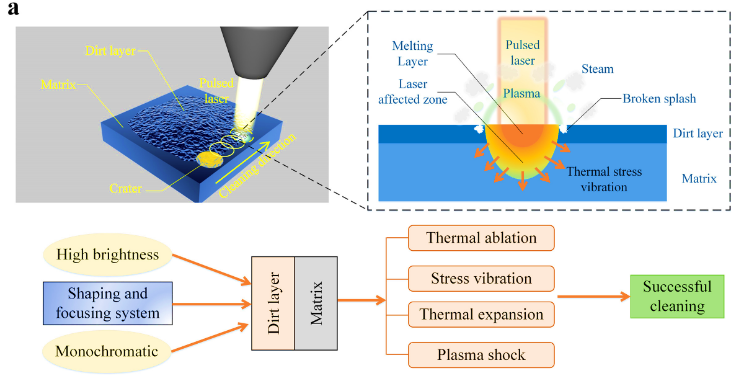 a
Dirt layer
Matrix
Pulsed
laser
Crater
Cleaning direction
Melting
Layer
Pulsed
laser
Steam
Laser
affected zone
Plasma
Broken splash
Dirt layer
Thermal stress
vibration
Matrix
High brightness
Shaping and
focusing system
Monochromatic
Dirt layer
Matrix
Thermal ablation
Stress vibration
Thermal expansion
Plasma shock
Successful
cleaning